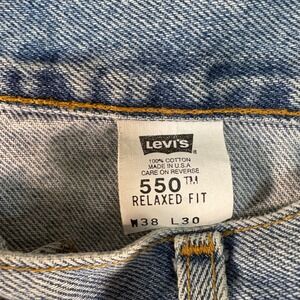 Levi's ®
100% COTTON
MADE IN U.S.A
CARE ON REVERSE
550™
RELAXED FIT
W38 L30